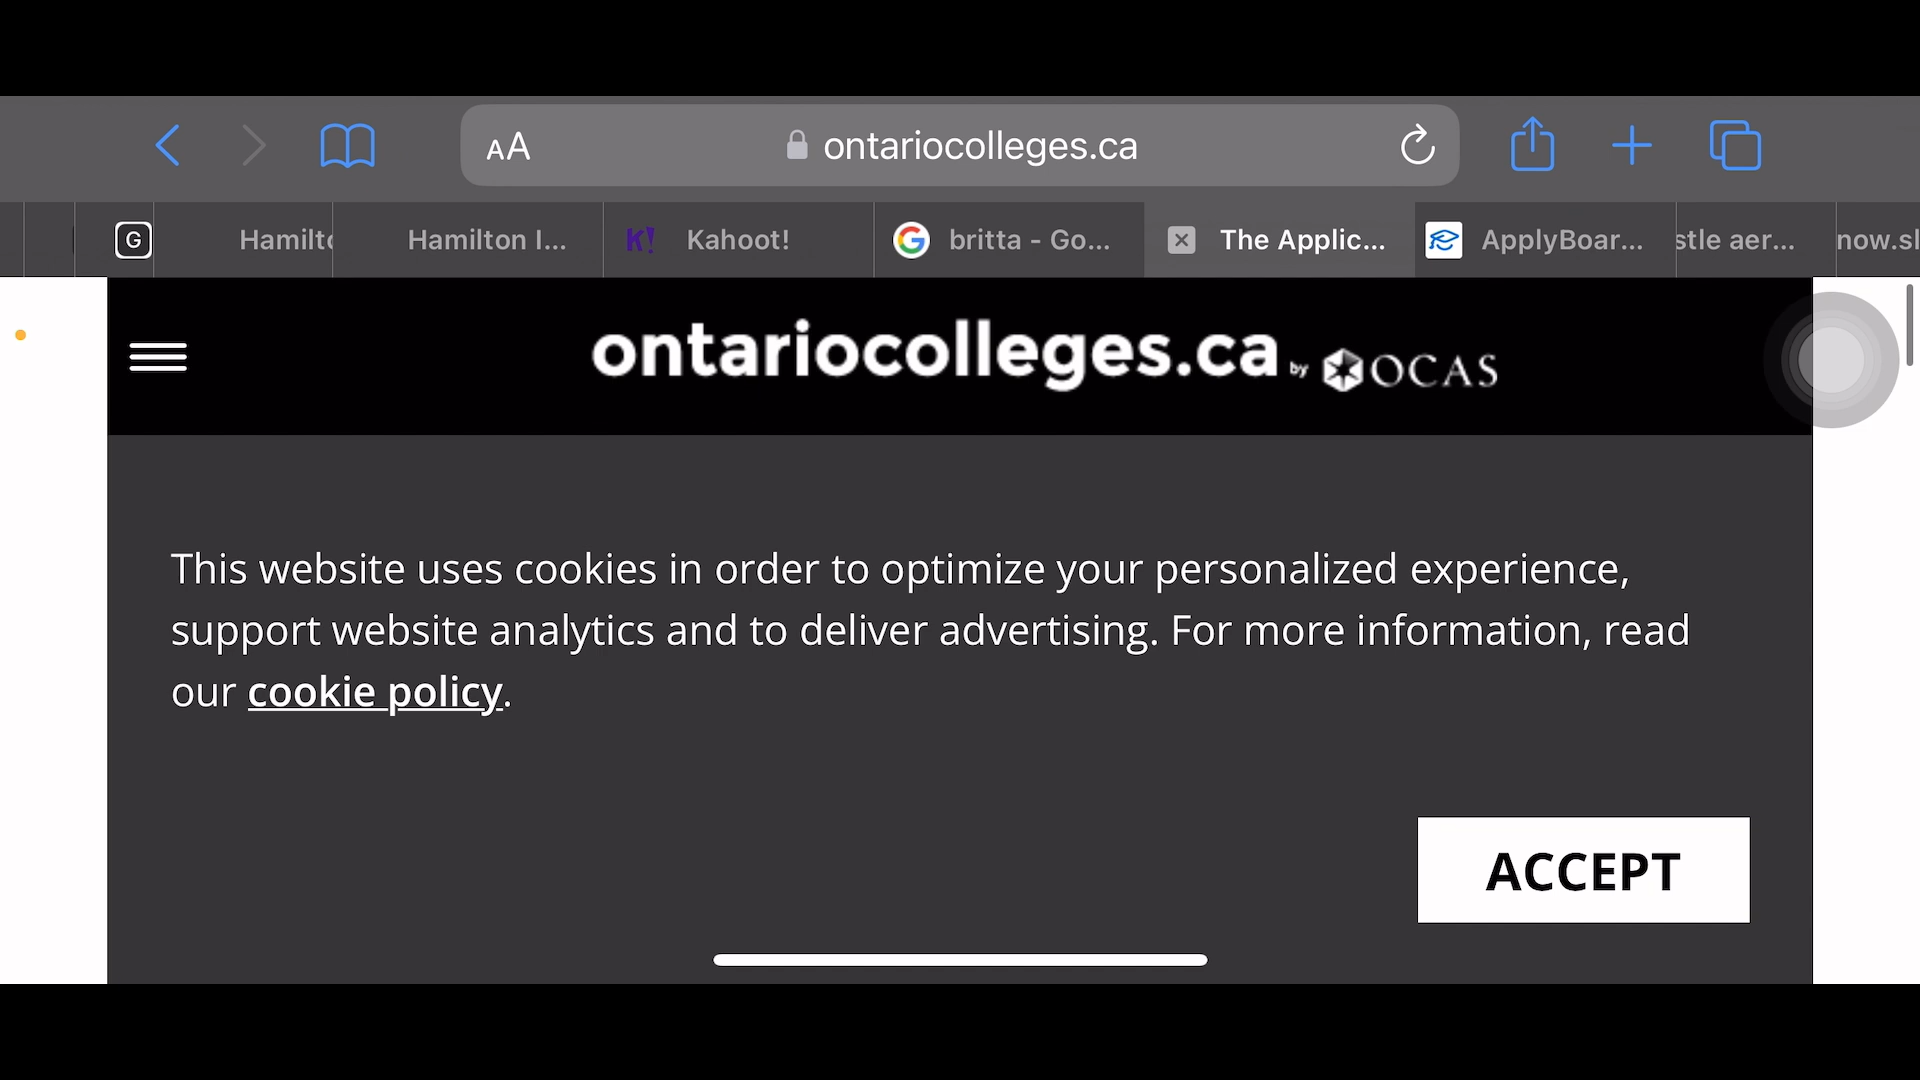 AA ontariocolleges.ca
G Hamilto Hamilton I... K! Kahoot! G britta - Go... The Applic... ApplyBoar... stle aer... now.sl
ontariocolleges.ca by OCAS
This website uses cookies in order to optimize your personalized experience,
support website analytics and to deliver advertising. For more information, read
our cookie policy.
ACCEPT